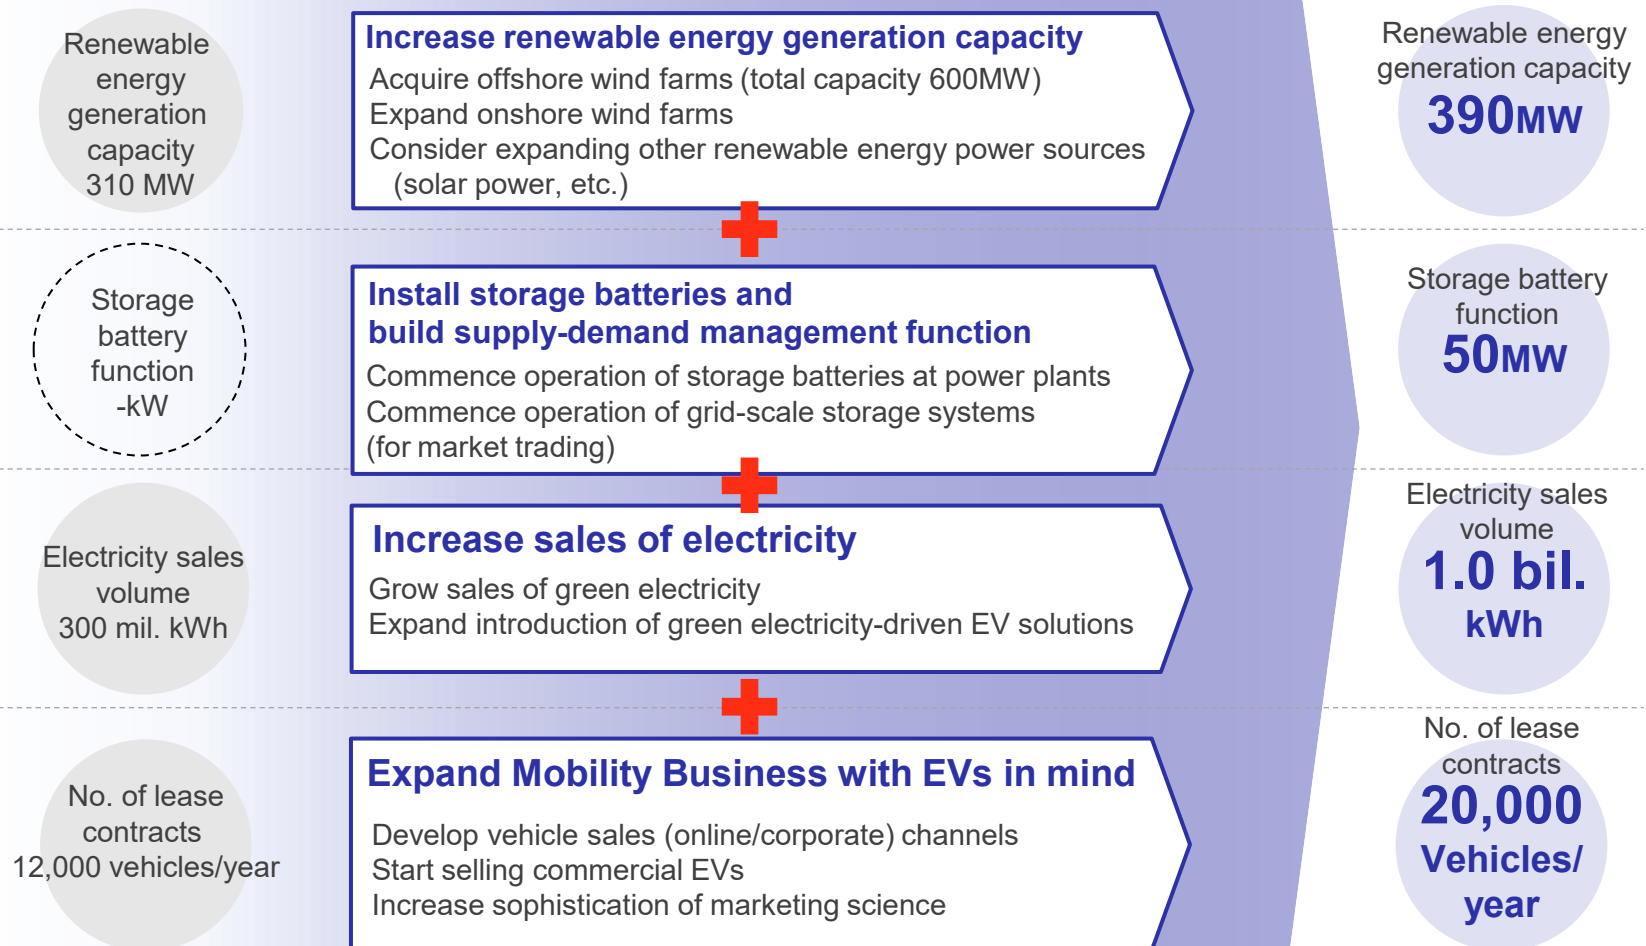 Renewable
energy
generation
capacity
310 MW
Increase renewable energy generation capacity
Acquire offshore wind farms (total capacity 600MW)
Expand onshore wind farms
Consider expanding other renewable energy power sources
(solar power, etc.)
Renewable energy
generation capacity
390MW
Storage
battery
function
-kW
Install storage batteries and
build supply-demand management function
Commence operation of storage batteries at power plants
Commence operation of grid-scale storage systems
(for market trading)
Storage battery
function
50MW
Electricity sales
volume
300 mil. kWh
Increase sales of electricity
Grow sales of green electricity
Expand introduction of green electricity-driven EV solutions
Electricity sales
volume
1.0 bil.
kWh
No. of lease
contracts
12,000 vehicles/year
Expand Mobility Business with EVs in mind
Develop vehicle sales (online/corporate) channels
Start selling commercial EVs
Increase sophistication of marketing science
No. of lease
contracts
20,000
Vehicles/
year